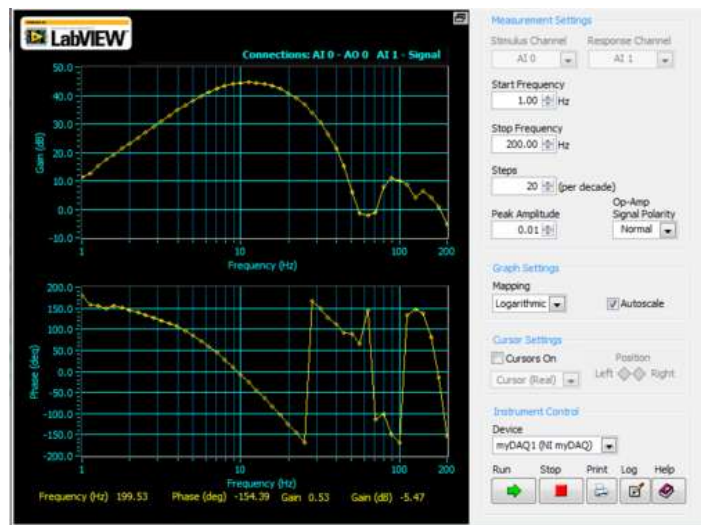 LabVIEW
Connections: AI 0 - AO 0 AI 1 - Signal
50.0
40.0
30.0
20.0
10.0
0.0
-10.0
Gain (dB)
1 10 100 200
Frequency (Hz)
200.0
150.0
100.0
50.0
0.0
-50.0
-100.0
-150.0
-200.0
Phase (deg)
1 10 100 200
Frequency (Hz)
Frequency (Hz) 199.53 Phase (deg) -154.39 Gain 0.53 Gain (dB) -5.47
Measurement Settings
Stimulus Channel Response Channel
AI 0 AI 1
Start Frequency
1.00 Hz
Stop Frequency
200.00 Hz
Steps
20 (per decade)
Peak Amplitude Op-Amp
Signal Polarity
0.01 Normal
Graph Settings
Mapping
Logarithmic Autoscale
Cursor Settings
Cursors On Position
Cursor (Real) Left Right
Instrument Control
Device
myDAQ1 (NI myDAQ)
Run Stop Print Log Help